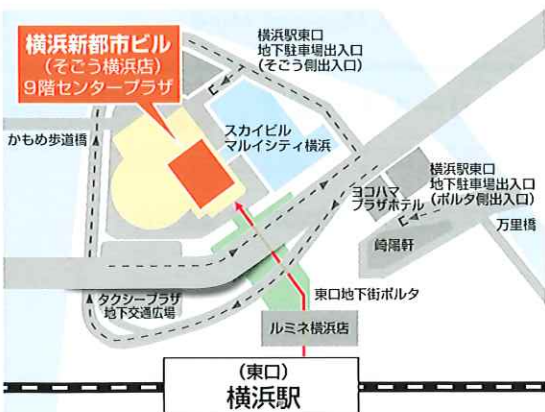 横浜新都市ビル
(そごう横浜店)
9階センタープラザ
横浜駅東口
地下駐車場出入口
(そごう側出入口)
かもめ歩道橋
スカイビル
マルイシティ横浜
横浜駅東口
地下駐車場出入口
(ポルタ側出入口)
ヨコハマ
プラザホテル
万里橋
崎陽軒
タクシープラザ
地下交通広場
東口地下街ポルタ
ルミネ横浜店
(東口)
横浜駅